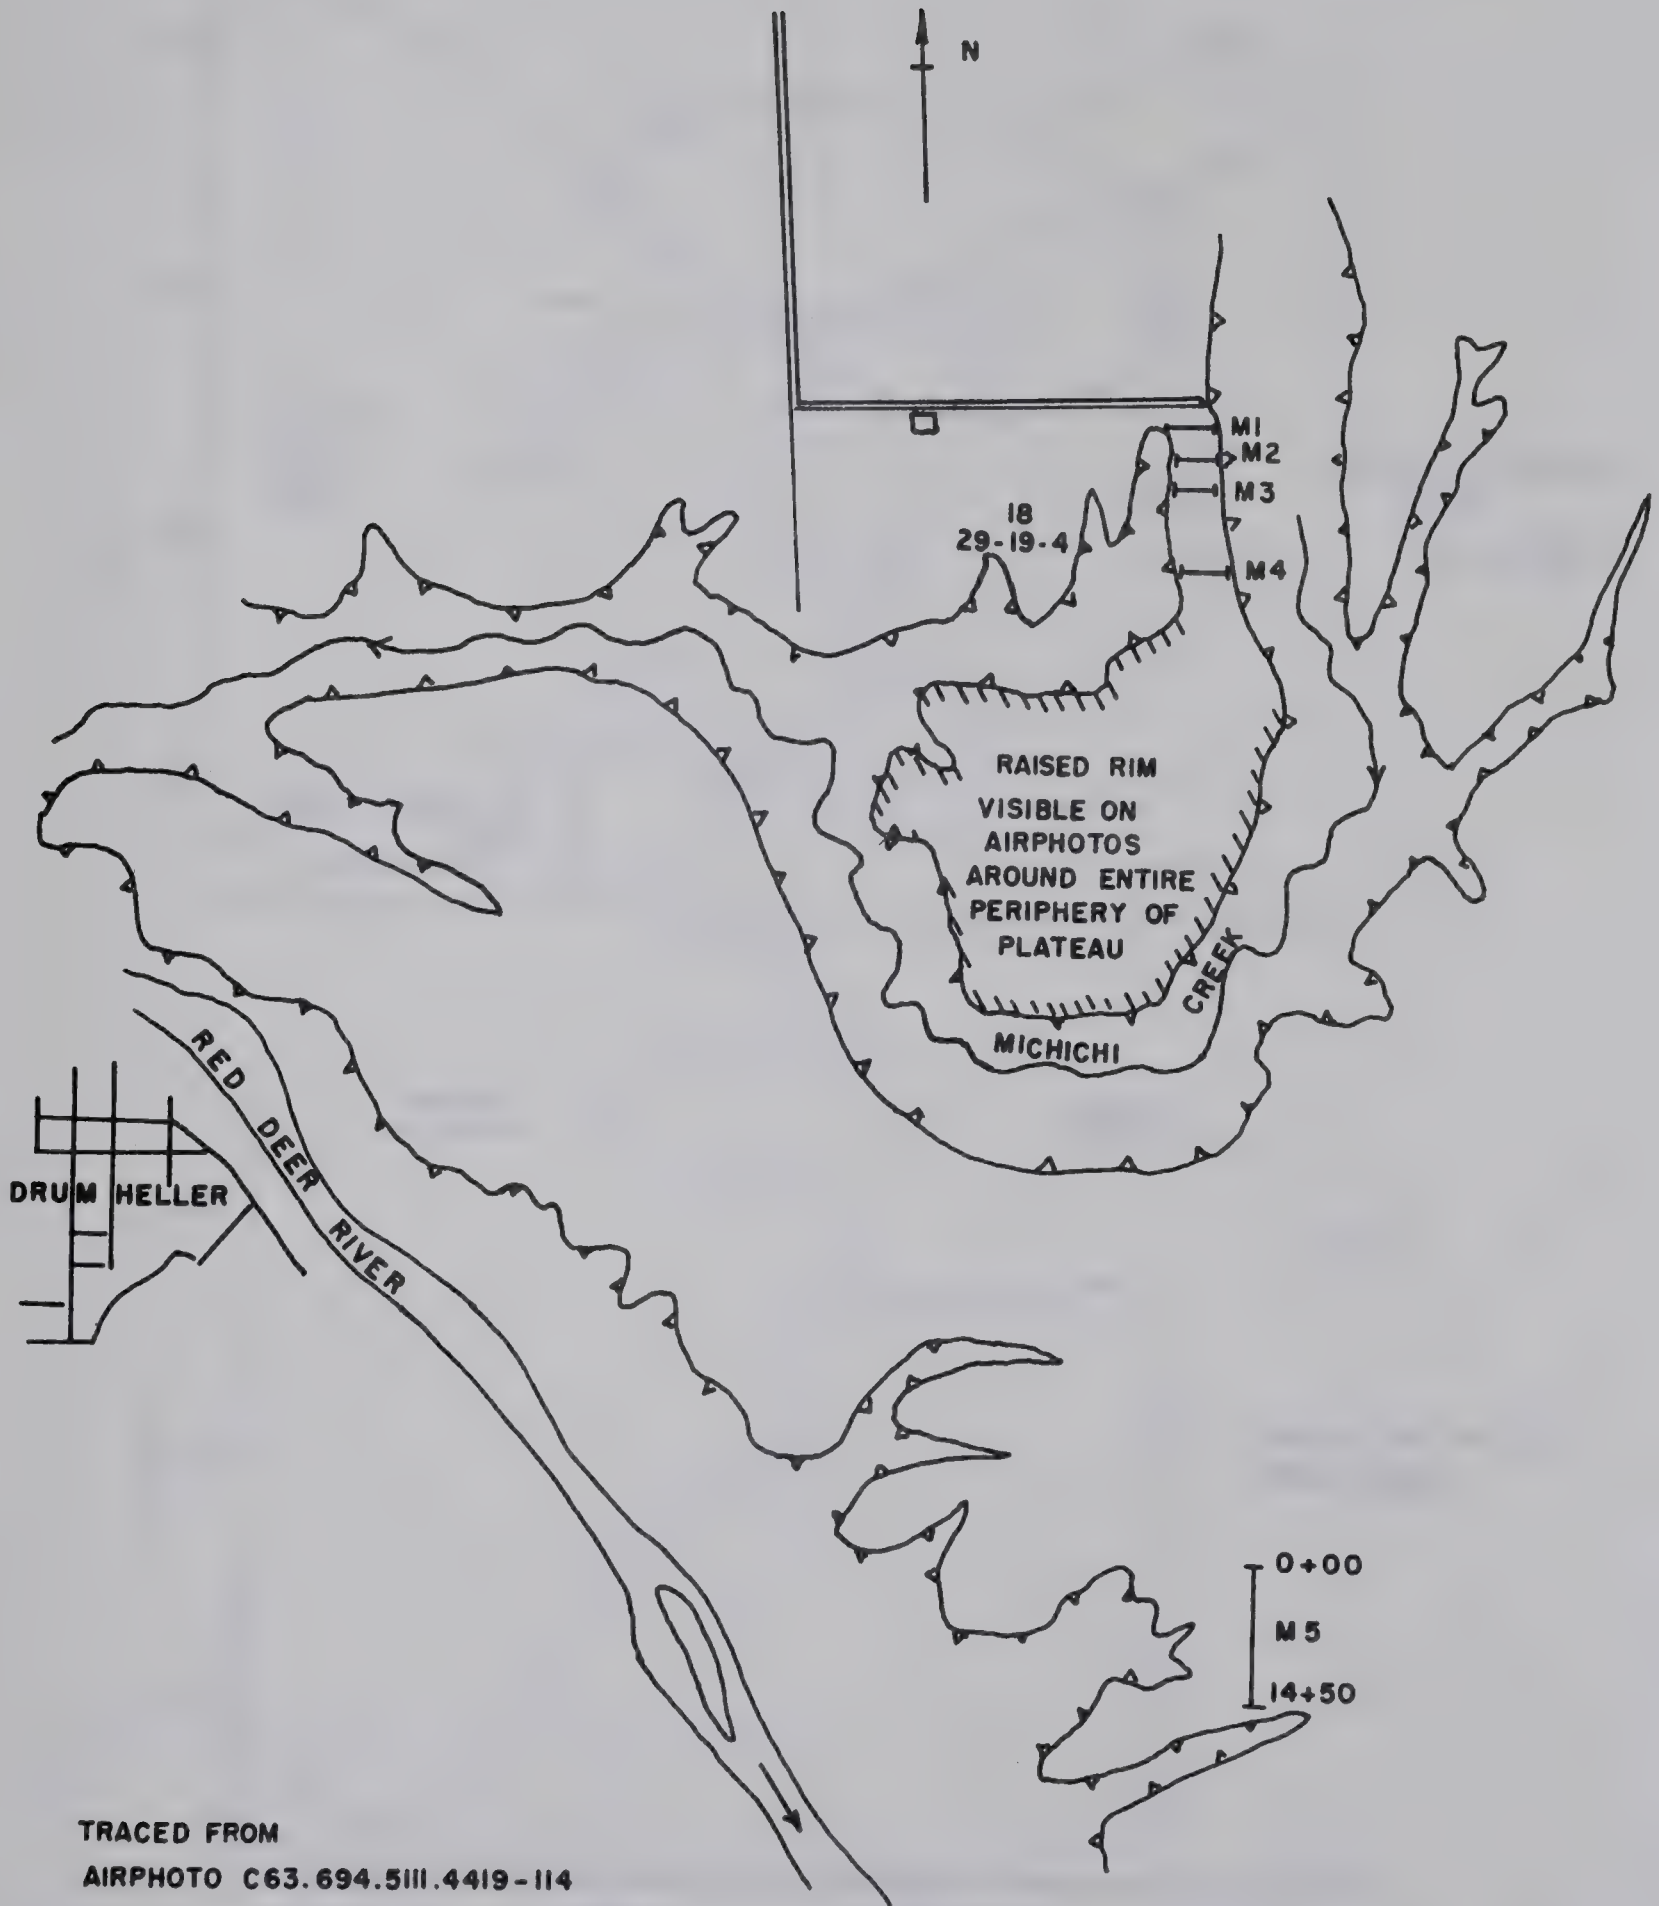 N
M1
M2
M3
18
29-19-4
M4
RAISED RIM
VISIBLE ON
AIRPHOTOS
AROUND ENTIRE
PERIPHERY OF
PLATEAU
CREEK
MICHICHI
RED DEER RIVER
DRUMHELLER
0+00
M5
14+50
TRACED FROM
AIRPHOTO C63.694.5111.4419-114